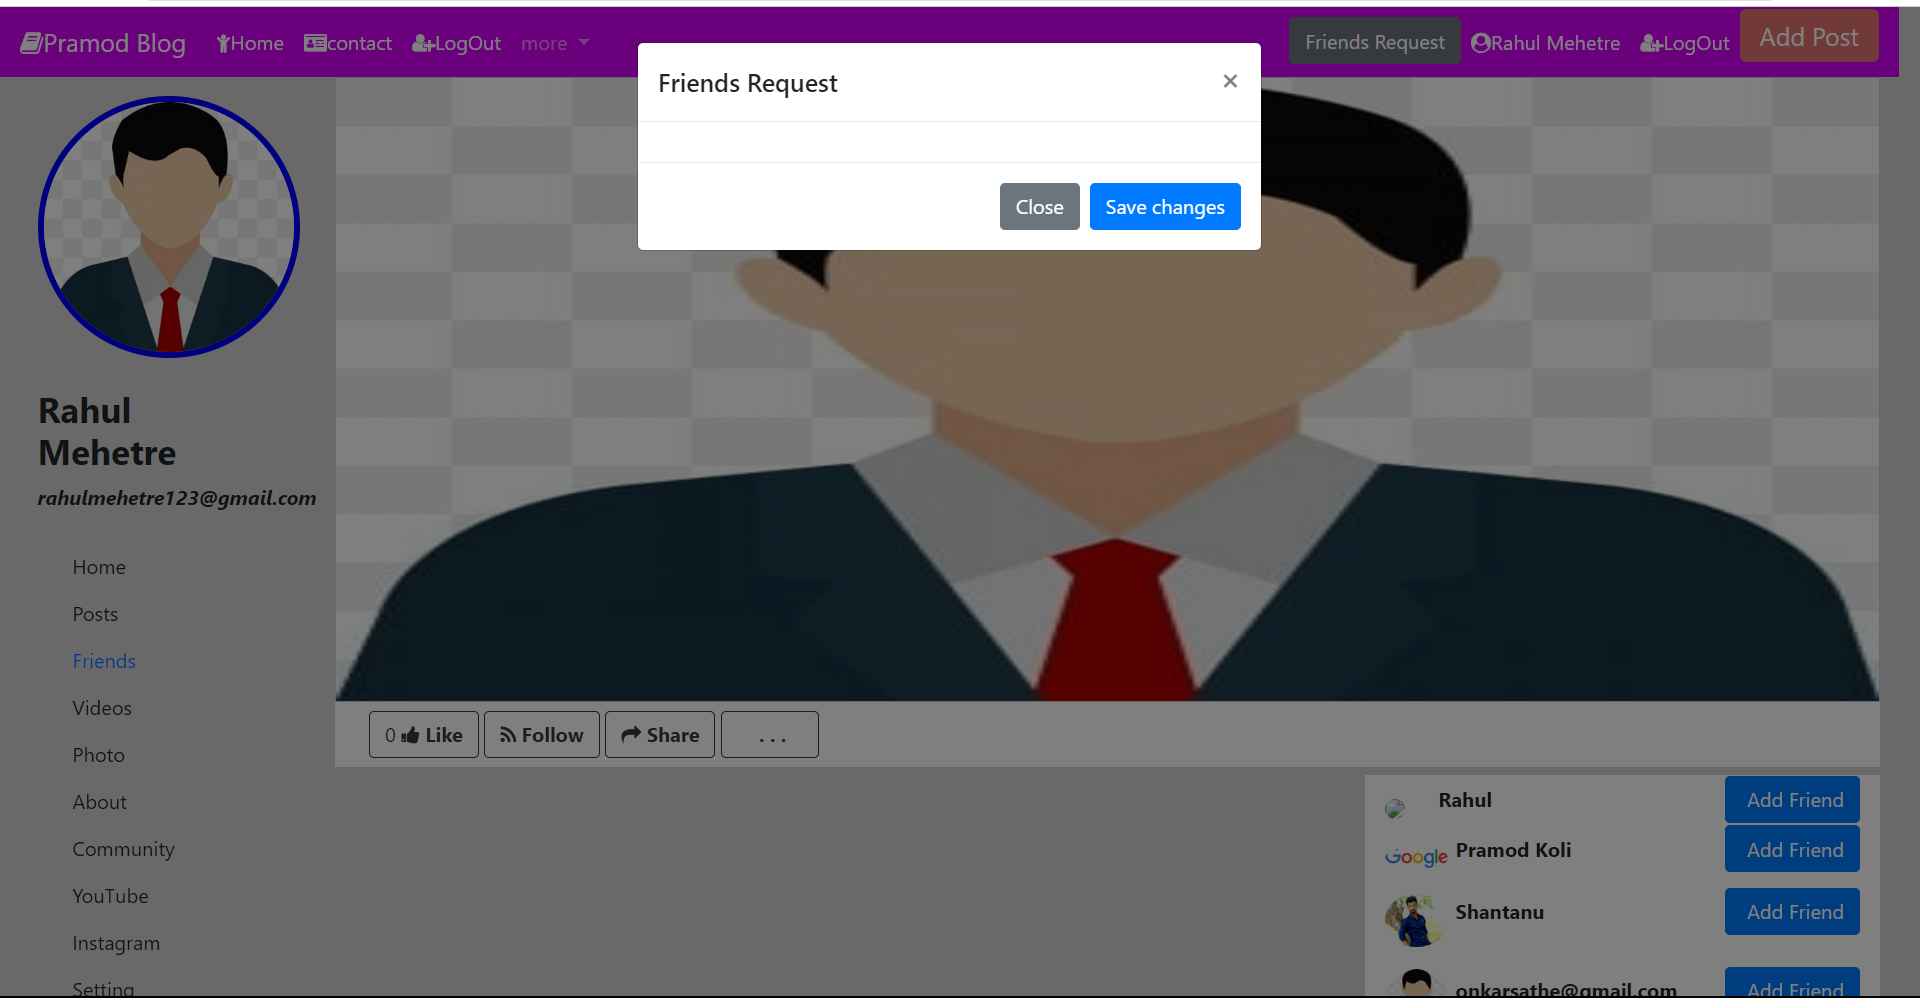 Pramod Blog Home contact LogOut more Friends Request Rahul Mehetre LogOut Add Post
Friends Request ×
Close Save changes
Rahul
Mehetre
rahulmehetre123@gmail.com
Home
Posts
Friends
Videos
Photo
About
Community
YouTube
Instagram
Setting
0 Like Follow Share ...
Rahul Add Friend
Google Pramod Koli Add Friend
Shantanu Add Friend
onkarsathe@gmail.com Add Friend